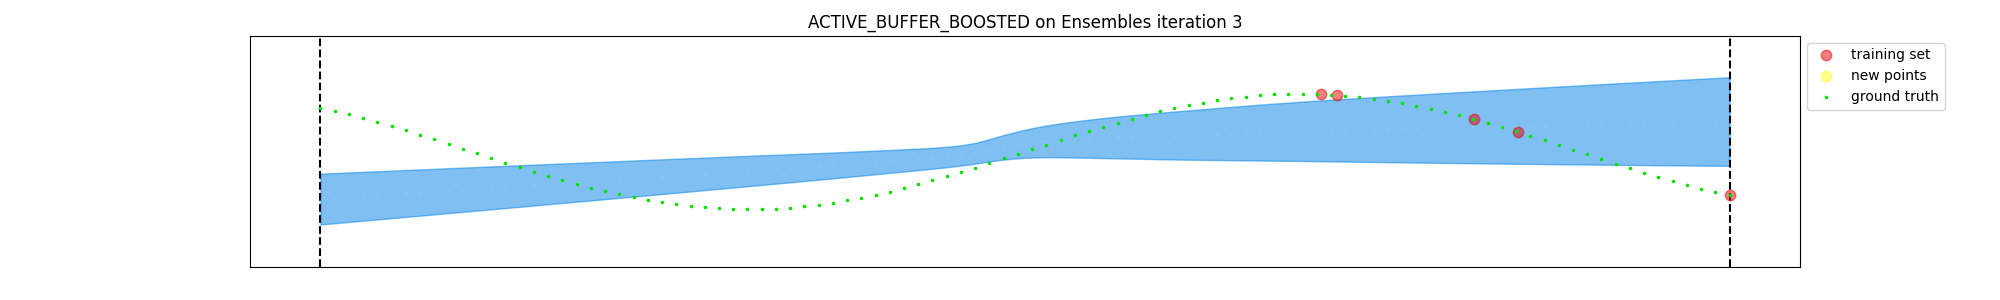 ACTIVE_BUFFER_BOOSTED on Ensembles iteration 3
training set
new points
ground truth